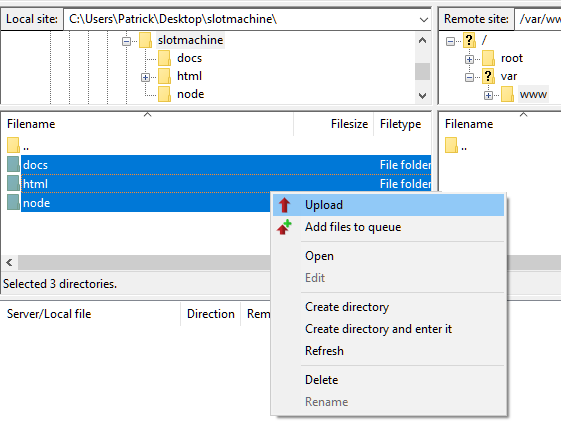 Local site: C:\Users\Patrick\Desktop\slotmachine\
slotmachine
docs
html
node
Filename Filesize Filetype
..
docs File folder
html File folder
node
Selected 3 directories.
Server/Local file Direction Rem
Upload
Add files to queue
Open
Edit
Create directory
Create directory and enter it
Refresh
Delete
Rename
Remote site: /var/ww
/
root
var
www
Filename
..